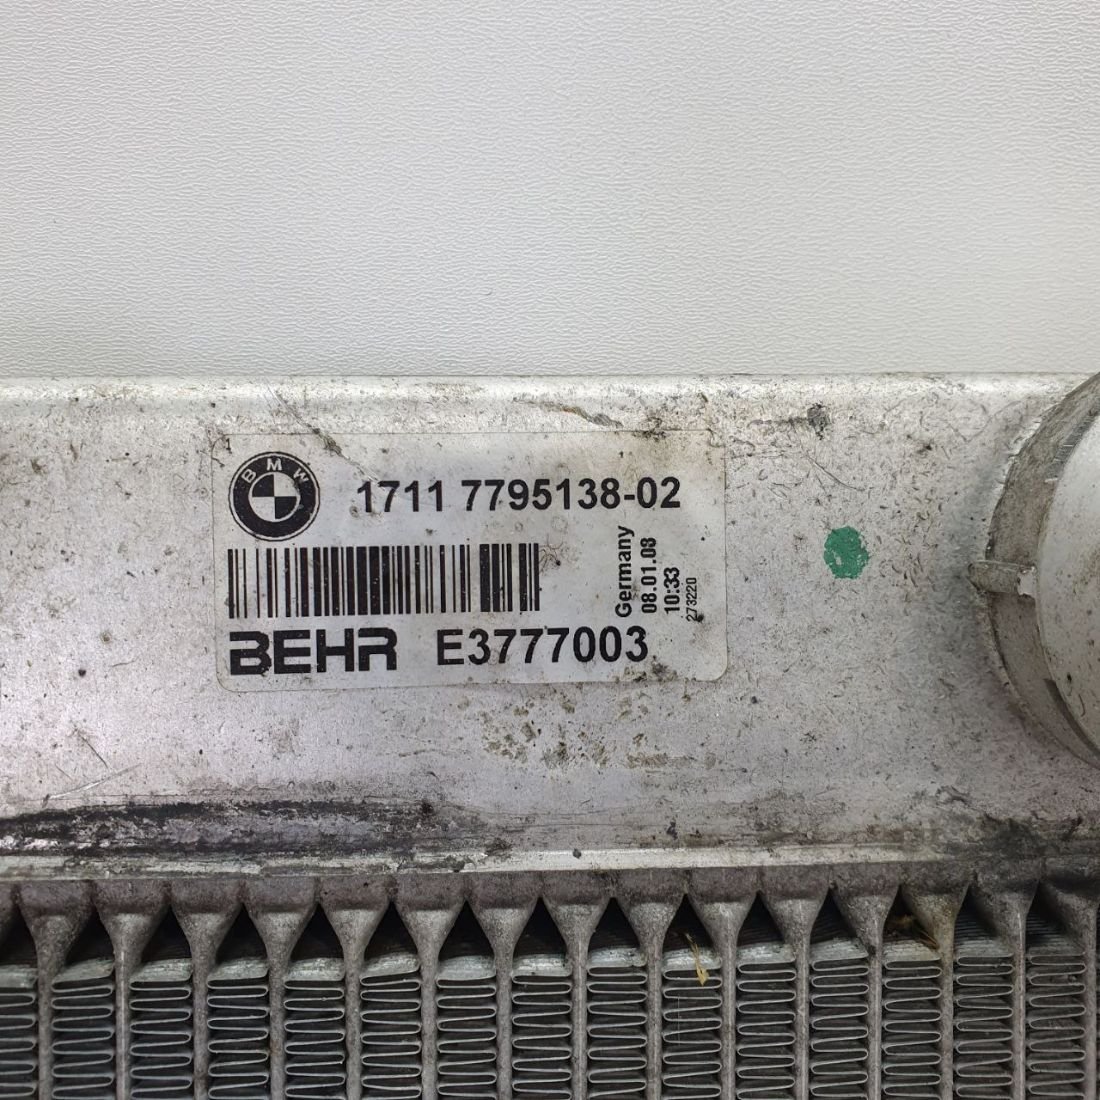 BMW
1711 7795138-02
Germany
08.01.08
10:33
273220
BEHR E3777003